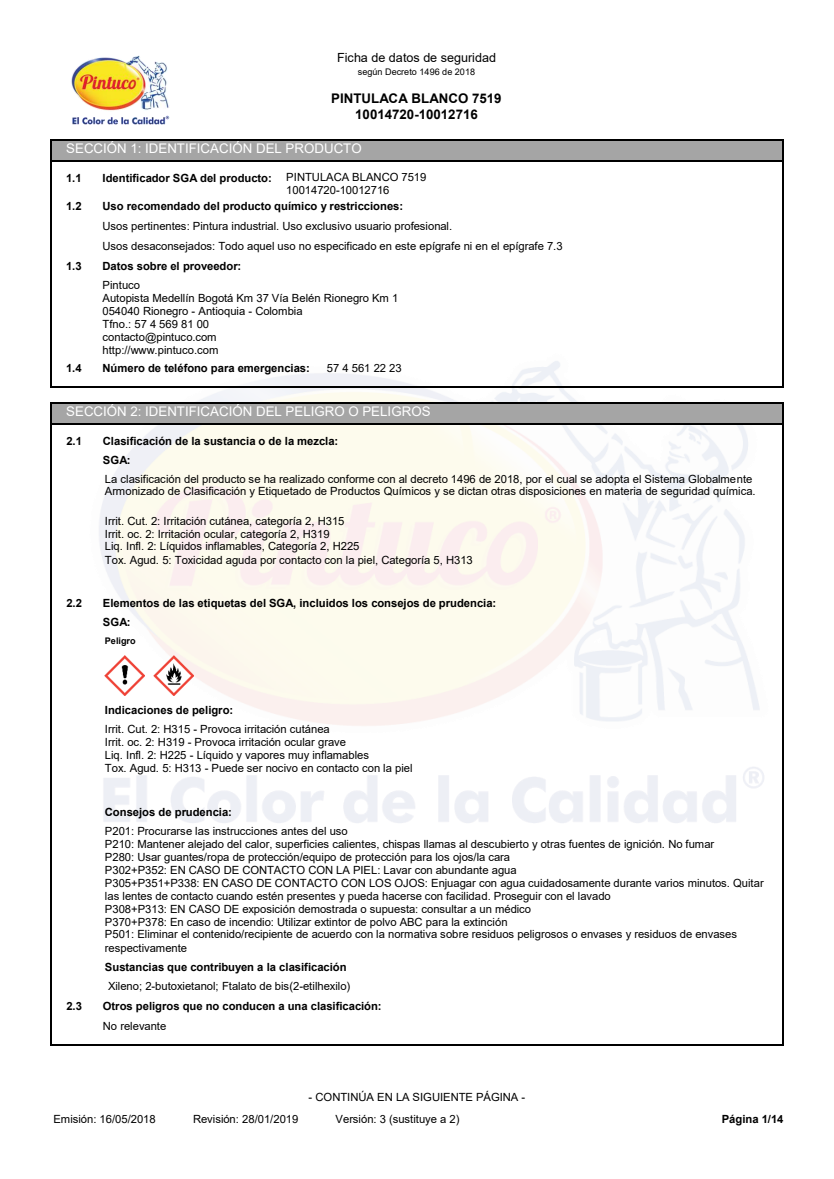 Pintuco®
El Color de la Calidad®
Ficha de datos de seguridad
según Decreto 1496 de 2018
PINTULACA BLANCO 7519
10014720-10012716
SECCIÓN 1: IDENTIFICACIÓN DEL PRODUCTO
1.1 Identificador SGA del producto: PINTULACA BLANCO 7519
10014720-10012716
1.2 Uso recomendado del producto químico y restricciones:
Usos pertinentes: Pintura industrial. Uso exclusivo usuario profesional.
Usos desaconsejados: Todo aquel uso no especificado en este epígrafe ni en el epígrafe 7.3
1.3 Datos sobre el proveedor:
Pintuco
Autopista Medellín Bogotá Km 37 Vía Belén Rionegro Km 1
054040 Rionegro - Antioquia - Colombia
Tfno.: 57 4 569 81 00
contacto@pintuco.com
http://www.pintuco.com
1.4 Número de teléfono para emergencias: 57 4 561 22 23
SECCIÓN 2: IDENTIFICACIÓN DEL PELIGRO O PELIGROS
2.1 Clasificación de la sustancia o de la mezcla:
SGA:
La clasificación del producto se ha realizado conforme con al decreto 1496 de 2018, por el cual se adopta el Sistema Globalmente
Armonizado de Clasificación y Etiquetado de Productos Químicos y se dictan otras disposiciones en materia de seguridad química.
Irrit. Cut. 2: Irritación cutánea, categoría 2, H315
Irrit. oc. 2: Irritación ocular, categoría 2, H319
Liq. Infl. 2: Líquidos inflamables, Categoría 2, H225
Tox. Agud. 5: Toxicidad aguda por contacto con la piel, Categoría 5, H313
Pintuco®
2.2 Elementos de las etiquetas del SGA, incluidos los consejos de prudencia:
SGA:
Peligro
Indicaciones de peligro:
Irrit. Cut. 2: H315 - Provoca irritación cutánea
Irrit. oc. 2: H319 - Provoca irritación ocular grave
Liq. Infl. 2: H225 - Líquido y vapores muy inflamables
Tox. Agud. 5: H313 - Puede ser nocivo en contacto con la piel
El Color de la Calidad®
Consejos de prudencia:
P201: Procurarse las instrucciones antes del uso
P210: Mantener alejado del calor, superficies calientes, chispas llamas al descubierto y otras fuentes de ignición. No fumar
P280: Usar guantes/ropa de protección/equipo de protección para los ojos/la cara
P302+P352: EN CASO DE CONTACTO CON LA PIEL: Lavar con abundante agua
P305+P351+P338: EN CASO DE CONTACTO CON LOS OJOS: Enjuagar con agua cuidadosamente durante varios minutos. Quitar
las lentes de contacto cuando estén presentes y pueda hacerse con facilidad. Proseguir con el lavado
P308+P313: EN CASO DE exposición demostrada o supuesta: consultar a un médico
P370+P378: En caso de incendio: Utilizar extintor de polvo ABC para la extinción
P501: Eliminar el contenido/recipiente de acuerdo con la normativa sobre residuos peligrosos o envases y residuos de envases
respectivamente
Sustancias que contribuyen a la clasificación
Xileno; 2-butoxietanol; Ftalato de bis(2-etilhexilo)
2.3 Otros peligros que no conducen a una clasificación:
No relevante
- CONTINÚA EN LA SIGUIENTE PÁGINA -
Emisión: 16/05/2018 Revisión: 28/01/2019 Versión: 3 (sustituye a 2) Página 1/14